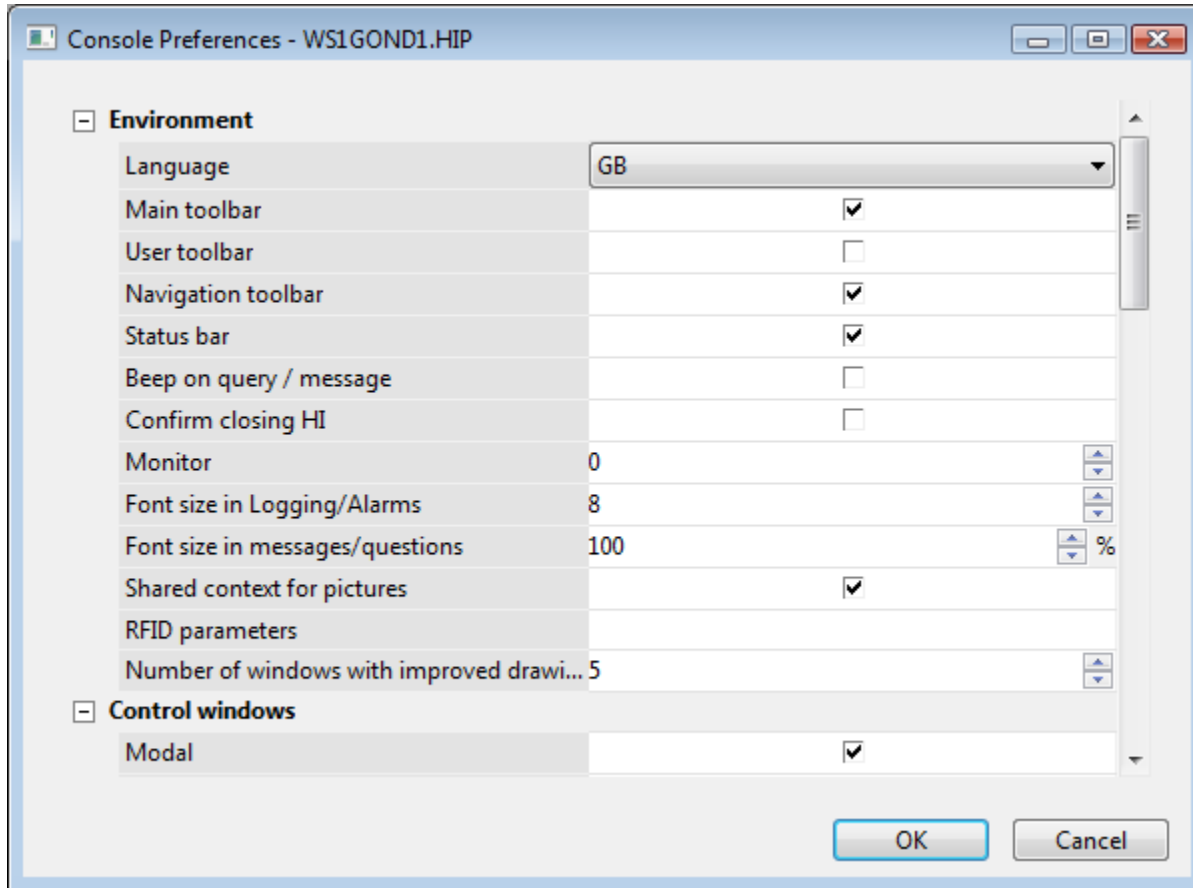 Console Preferences - WS1GOND1.HIP
Environment
Language GB
Main toolbar
User toolbar
Navigation toolbar
Status bar
Beep on query / message
Confirm closing HI
Monitor 0
Font size in Logging/Alarms 8
Font size in messages/questions 100 %
Shared context for pictures
RFID parameters
Number of windows with improved drawi... 5
Control windows
Modal
OK Cancel